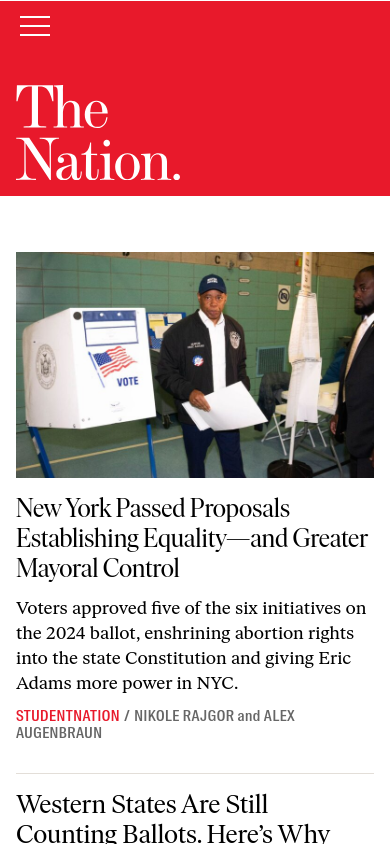 The
Nation.
VOTE
New York Passed Proposals
Establishing Equality—and Greater
Mayoral Control
Voters approved five of the six initiatives on
the 2024 ballot, enshrining abortion rights
into the state Constitution and giving Eric
Adams more power in NYC.
STUDENTNATION / NIKOLE RAJGOR and ALEX
AUGENBRAUN
Western States Are Still
Counting Ballots. Here’s Why